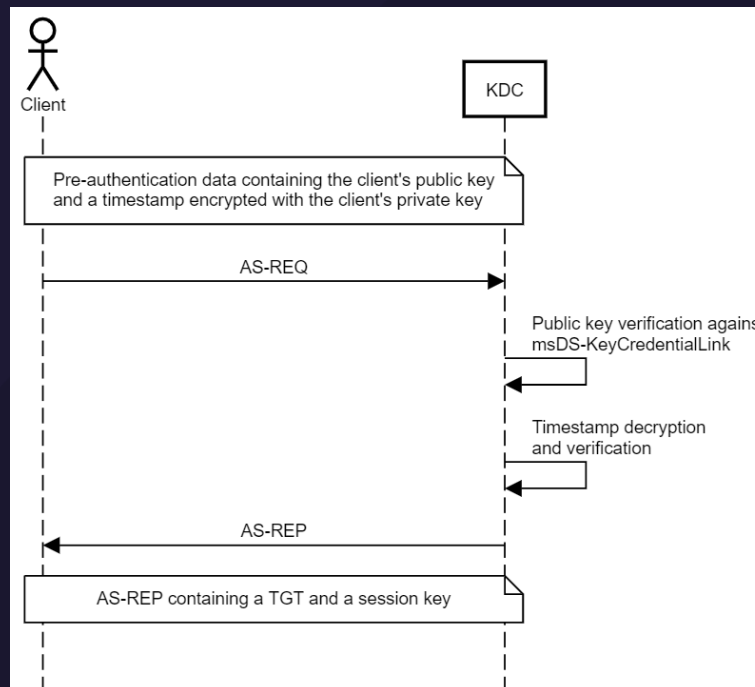 Client
KDC
Pre-authentication data containing the client's public key
and a timestamp encrypted with the client's private key
AS-REQ
Public key verification agains
msDS-KeyCredentialLink
Timestamp decryption
and verification
AS-REP
AS-REP containing a TGT and a session key